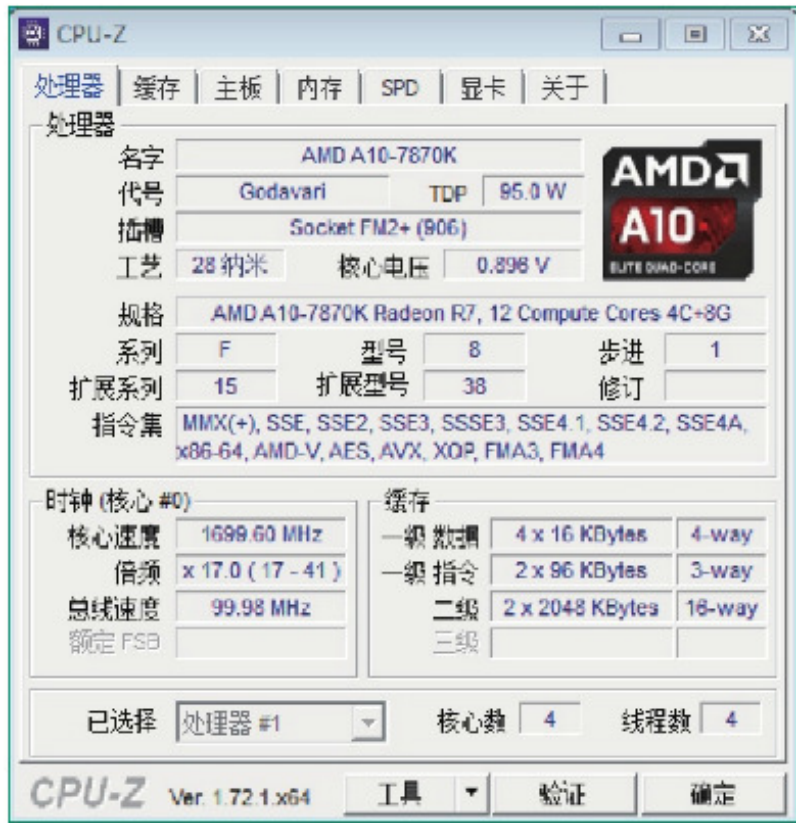 CPU-Z
处理器 缓存 主板 内存 SPD 显卡 关于
处理器
名字 AMD A10-7870K
代号 Godavari TDP 95.0 W
插槽 Socket FM2+ (906)
工艺 28 纳米 核心电压 0.896 V
AMD
A10
ELITE QUAD-CORE
规格 AMD A10-7870K Radeon R7, 12 Compute Cores 4C+8G
系列 F 型号 8 步进 1
扩展系列 15 扩展型号 38 修订
指令集 MMX(+), SSE, SSE2, SSE3, SSSE3, SSE4.1, SSE4.2, SSE4A,
x86-64, AMD-V, AES, AVX, XOP, FMA3, FMA4
时钟 (核心 #0)
核心速度 1699.60 MHz
倍频 x 17.0 ( 17 - 41 )
总线速度 99.98 MHz
额定 FSB
缓存
一级 数据 4 x 16 KBytes 4-way
一级 指令 2 x 96 KBytes 3-way
二级 2 x 2048 KBytes 16-way
三级
已选择 处理器 #1 核心数 4 线程数 4
CPU-Z Ver. 1.72.1.x64 工具 验证 确定